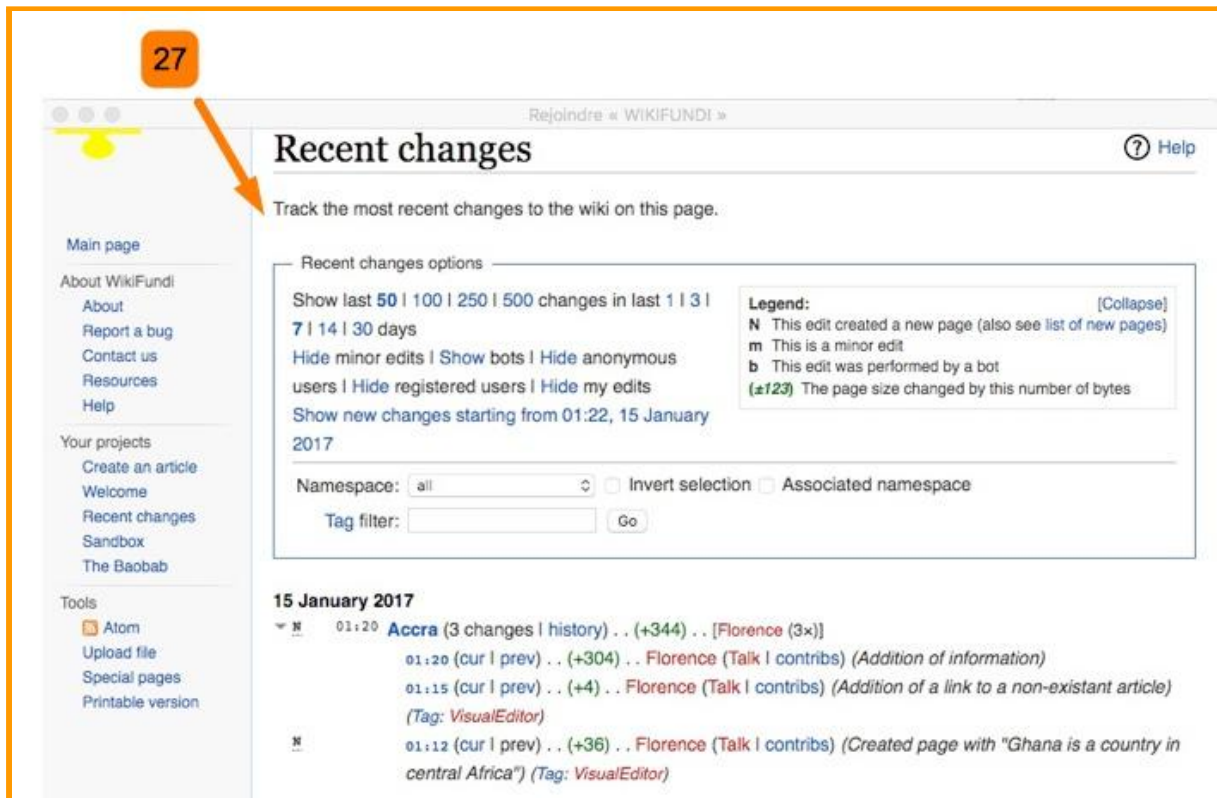 27
Rejoindre « WIKIFUNDI »
Recent changes
Help
Track the most recent changes to the wiki on this page.
Main page
About WikiFundi
About
Report a bug
Contact us
Resources
Help
Your projects
Create an article
Welcome
Recent changes
Sandbox
The Baobab
Tools
Atom
Upload file
Special pages
Printable version
Recent changes options
Show last 50 | 100 | 250 | 500 changes in last 1 | 3 |
7 | 14 | 30 days
Hide minor edits | Show bots | Hide anonymous
users | Hide registered users | Hide my edits
Show new changes starting from 01:22, 15 January
2017
Legend: [Collapse]
N This edit created a new page (also see list of new pages)
m This is a minor edit
b This edit was performed by a bot
(±123) The page size changed by this number of bytes
Namespace: all Invert selection Associated namespace
Tag filter: Go
15 January 2017
N 01:20 Accra (3 changes | history) . . (+344) . . [Florence (3×)]
01:20 (cur | prev) . . (+304) . . Florence (Talk | contribs) (Addition of information)
01:15 (cur | prev) . . (+4) . . Florence (Talk | contribs) (Addition of a link to a non-existant article)
(Tag: VisualEditor)
N 01:12 (cur | prev) . . (+36) . . Florence (Talk | contribs) (Created page with "Ghana is a country in
central Africa") (Tag: VisualEditor)